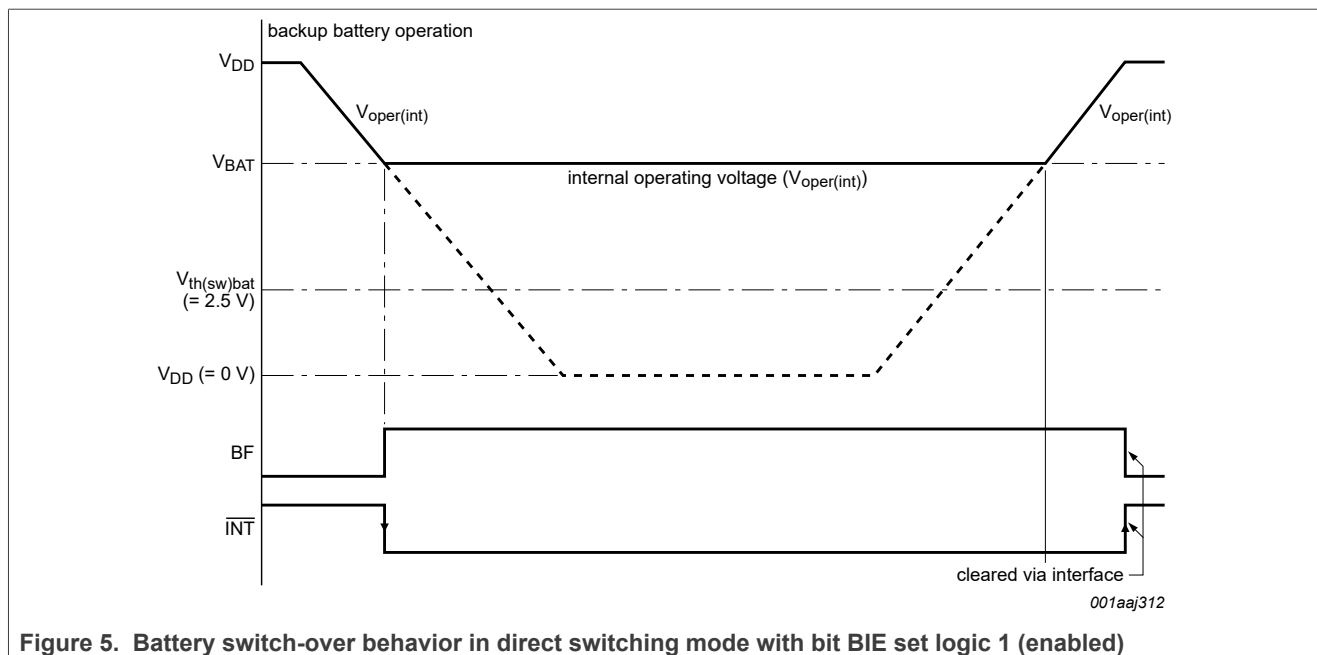 backup battery operation
VDD
Voper(int)
Voper(int)
VBAT
internal operating voltage (Voper(int))
Vth(sw)bat
(= 2.5 V)
VDD (= 0 V)
BF
INT
cleared via interface
001aaj312
Figure 5. Battery switch-over behavior in direct switching mode with bit BIE set logic 1 (enabled)